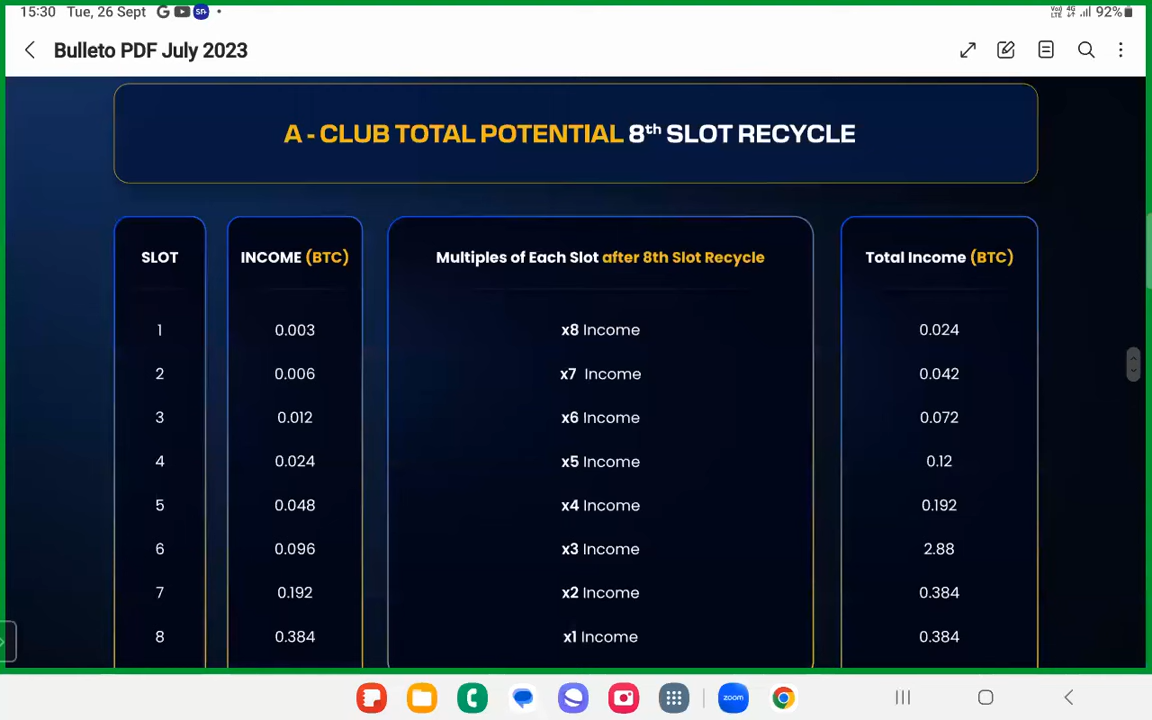 15:30 Tue, 26 Sept G SA • Vo) LTE 4G 92%
Bulleto PDF July 2023
A - CLUB TOTAL POTENTIAL 8th SLOT RECYCLE
SLOT INCOME (BTC) Multiples of Each Slot after 8th Slot Recycle Total Income (BTC)
1 0.003 x8 Income 0.024
2 0.006 x7 Income 0.042
3 0.012 x6 Income 0.072
4 0.024 x5 Income 0.12
5 0.048 x4 Income 0.192
6 0.096 x3 Income 2.88
7 0.192 x2 Income 0.384
8 0.384 x1 Income 0.384
zoom